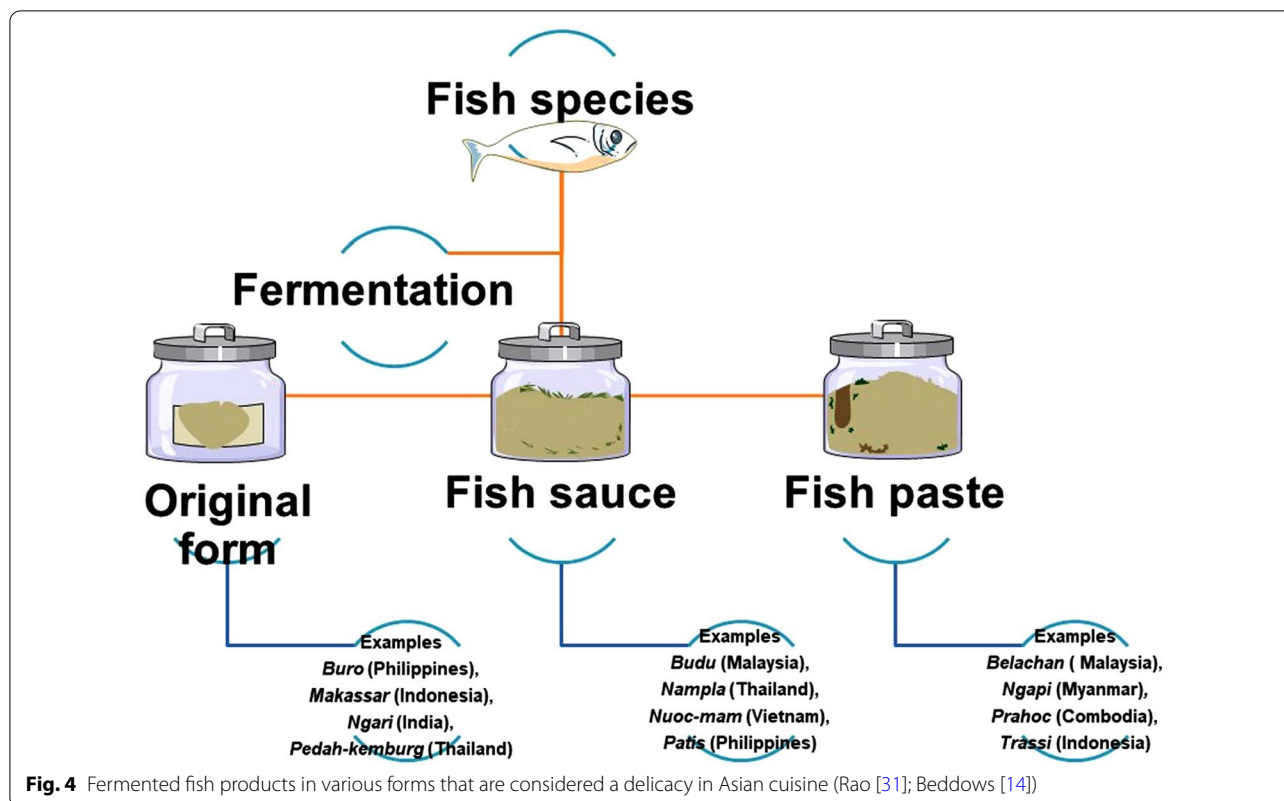 Fish species
Fermentation
Original
form
Fish sauce
Fish paste
Examples
Buro (Philippines),
Makassar (Indonesia),
Ngari (India),
Pedah-kemburg (Thailand)
Examples
Budu (Malaysia),
Nampla (Thailand),
Nuoc-mam (Vietnam),
Patis (Philippines)
Examples
Belachan ( Malaysia),
Ngapi (Myanmar),
Prahoc (Combodia),
Trassi (Indonesia)
Fig. 4 Fermented fish products in various forms that are considered a delicacy in Asian cuisine (Rao [31]; Beddows [14])